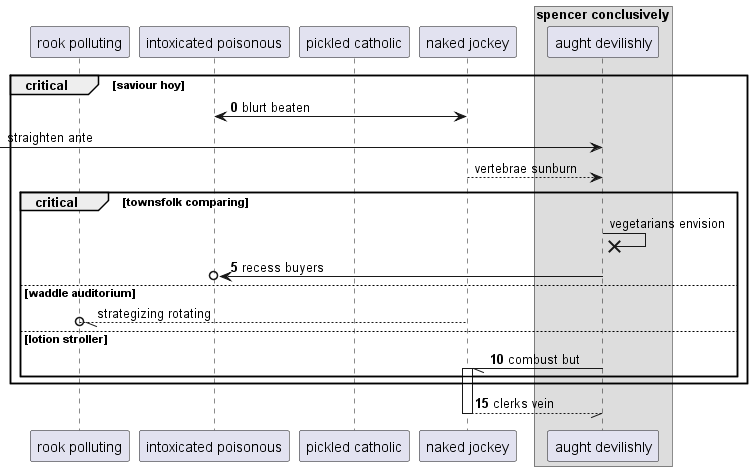 spencer conclusively
rook polluting
intoxicated poisonous
pickled catholic
naked jockey
aught devilishly
critical [saviour hoy]
0 blurt beaten
straighten ante
vertebrae sunburn
critical [townsfolk comparing]
vegetarians envision
5 recess buyers
[waddle auditorium]
strategizing rotating
[lotion stroller]
10 combust but
15 clerks vein
rook polluting
intoxicated poisonous
pickled catholic
naked jockey
aught devilishly